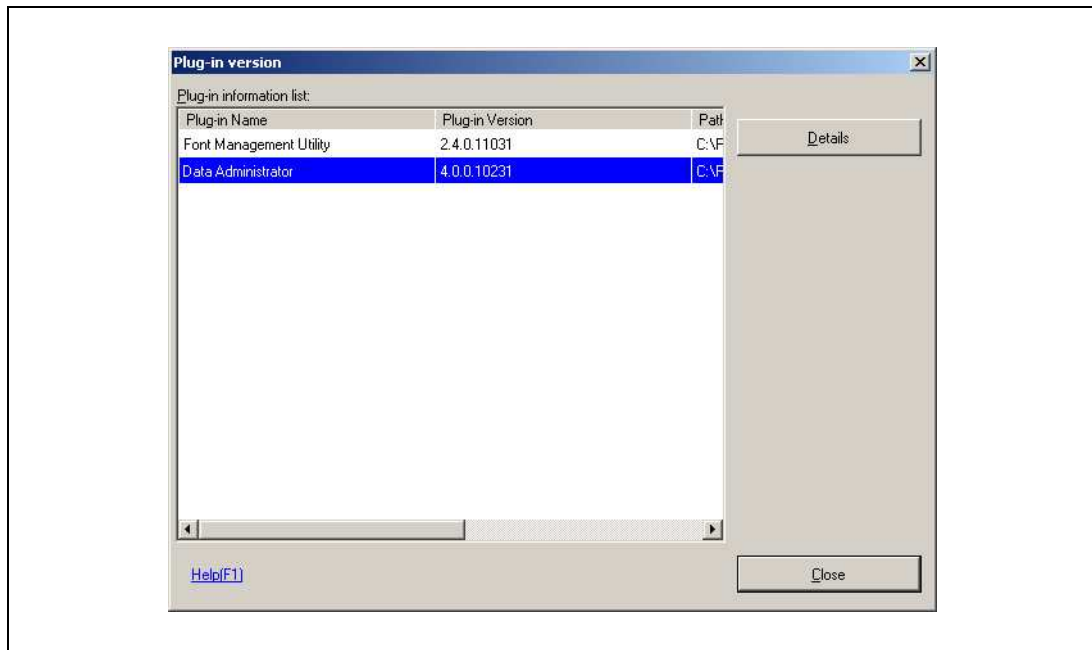 Plug-in version
Plug-in information list:
Plug-in Name Plug-in Version Path
Font Management Utility 2.4.0.11031 C:\P
Data Administrator 4.0.0.10231 C:\P
Details
Help(F1)
Close